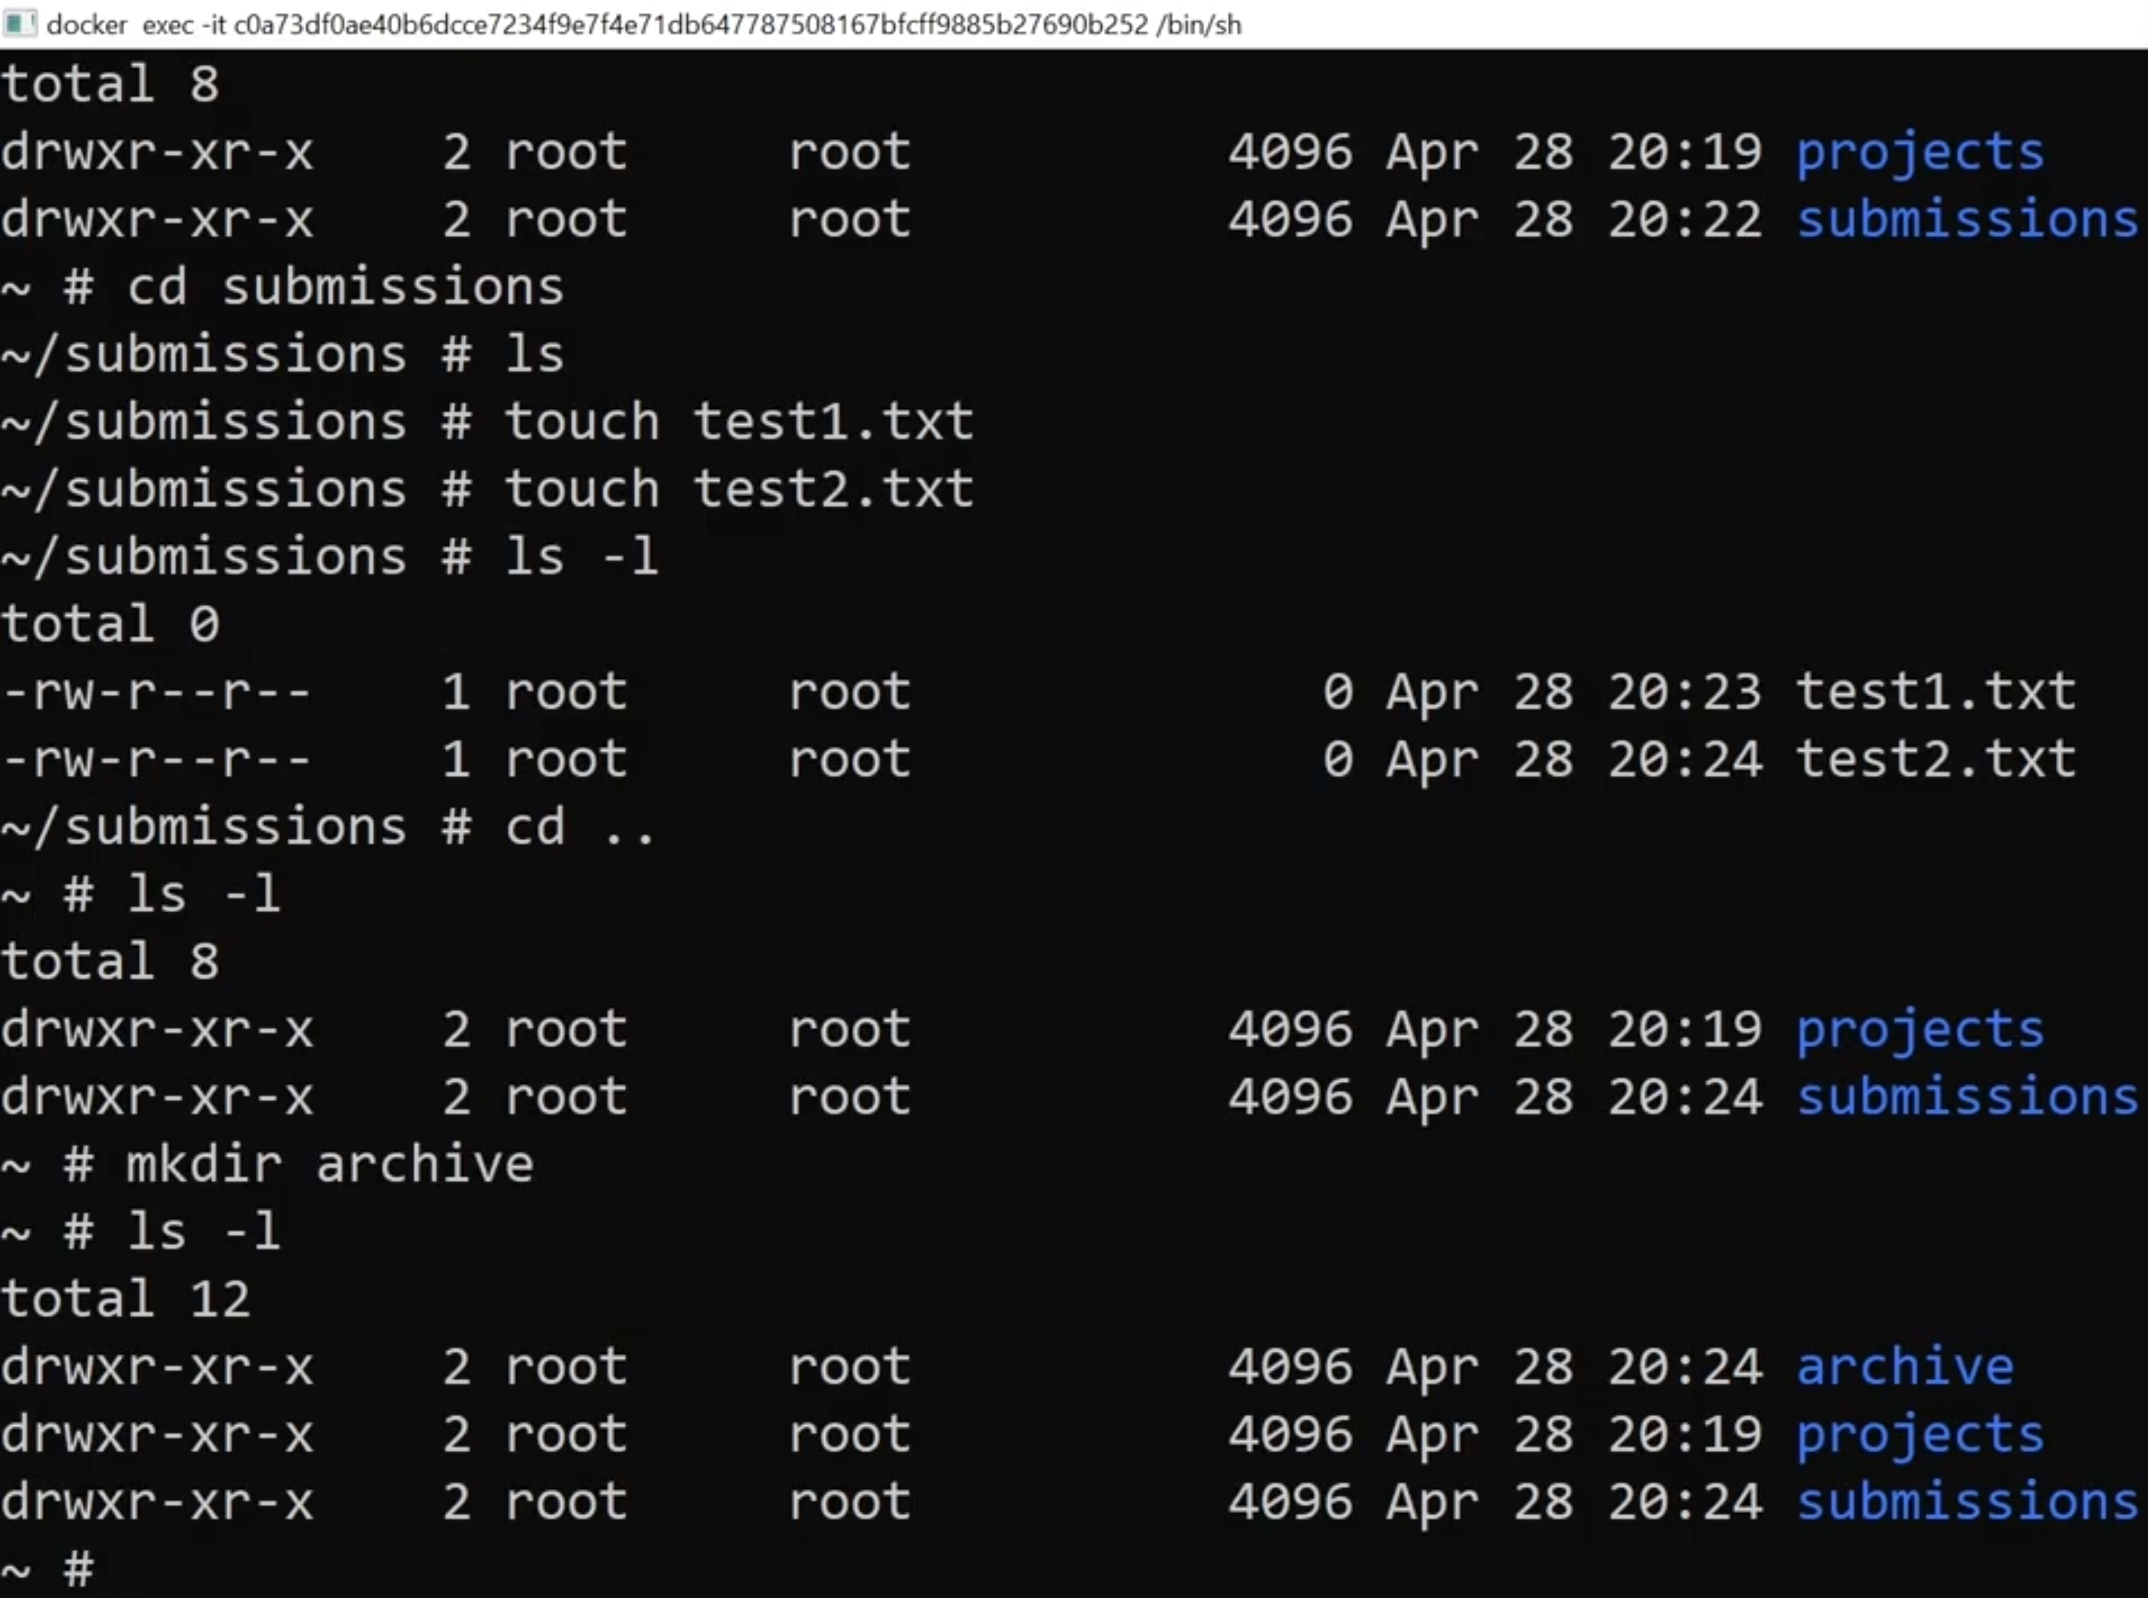 docker exec -it c0a73df0ae40b6dcce7234f9e7f4e71db647787508167bfcff9885b27690b252 /bin/sh
total 8
drwxr-xr-x    2 root     root          4096 Apr 28 20:19 projects
drwxr-xr-x    2 root     root          4096 Apr 28 20:22 submissions
~ # cd submissions
~/submissions # ls
~/submissions # touch test1.txt
~/submissions # touch test2.txt
~/submissions # ls -l
total 0
-rw-r--r--    1 root     root             0 Apr 28 20:23 test1.txt
-rw-r--r--    1 root     root             0 Apr 28 20:24 test2.txt
~/submissions # cd ..
~ # ls -l
total 8
drwxr-xr-x    2 root     root          4096 Apr 28 20:19 projects
drwxr-xr-x    2 root     root          4096 Apr 28 20:24 submissions
~ # mkdir archive
~ # ls -l
total 12
drwxr-xr-x    2 root     root          4096 Apr 28 20:24 archive
drwxr-xr-x    2 root     root          4096 Apr 28 20:19 projects
drwxr-xr-x    2 root     root          4096 Apr 28 20:24 submissions
~ #